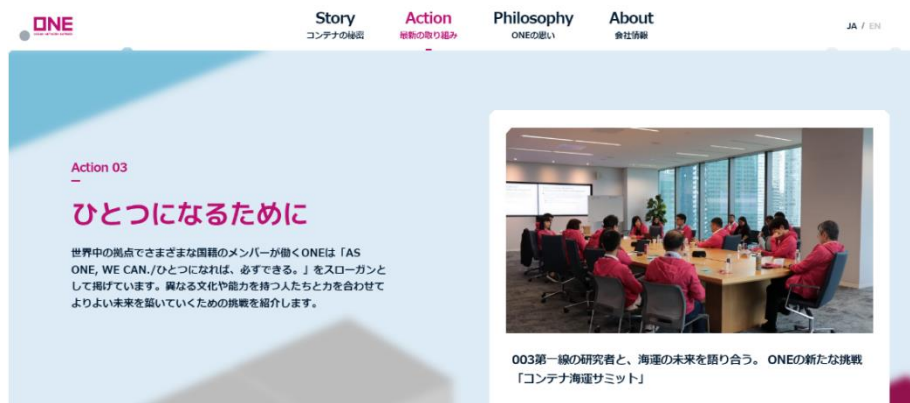 ONE
Story
コンテナの秘密
Action
最新の取り組み
Philosophy
ONEの思い
About
会社情報
JA / EN
Action 03
ひとつになるために
世界中の拠点でさまざまな国籍のメンバーが働くONEは「AS
ONE, WE CAN./ひとつになれば、必ずできる。」をスローガンと
して掲げています。異なる文化や能力を持つ人たちと力を合わせて
よりよい未来を築いていくための挑戦を紹介します。
003第一線の研究者と、海運の未来を語り合う。 ONEの新たな挑戦
「コンテナ海運サミット」